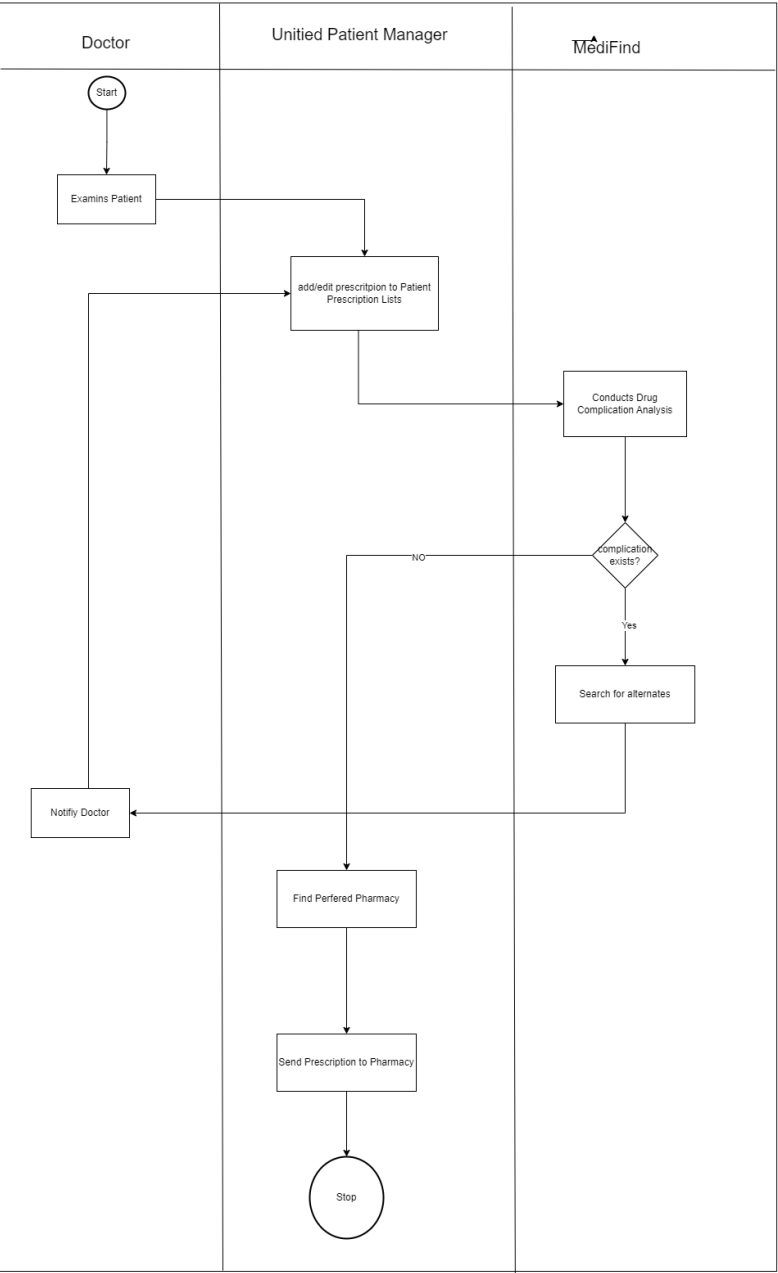 Doctor
Unitied Patient Manager
MediFind
Start
Examins Patient
add/edit prescritpion to Patient
Prescription Lists
Conducts Drug
Complication Analysis
complication
exists?
NO
Yes
Search for alternates
Notifiy Doctor
Find Perfered Pharmacy
Send Prescription to Pharmacy
Stop